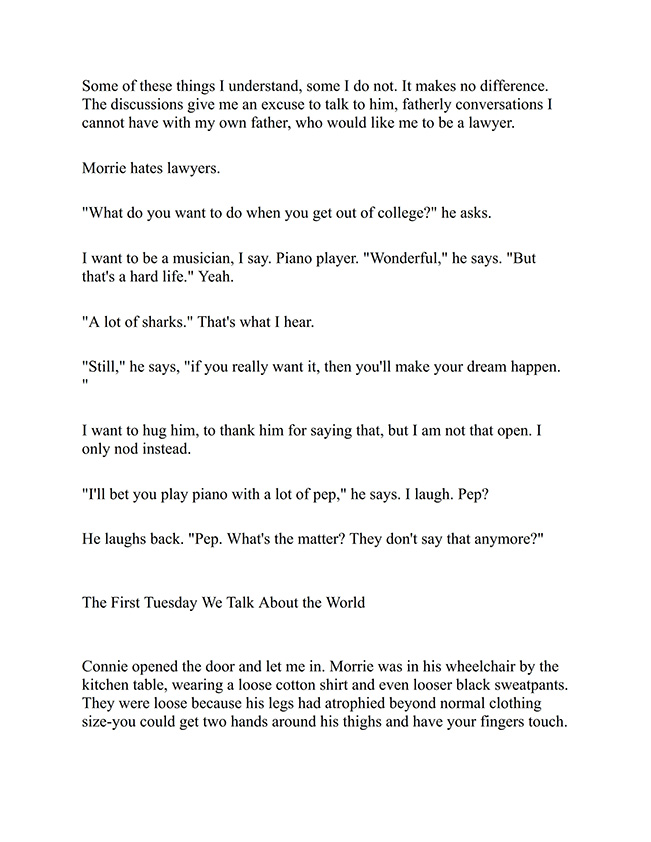 Some of these things I understand, some I do not. It makes no difference.
The discussions give me an excuse to talk to him, fatherly conversations I
cannot have with my own father, who would like me to be a lawyer.
Morrie hates lawyers.
"What do you want to do when you get out of college?" he asks.
I want to be a musician, I say. Piano player. "Wonderful," he says. "But
that's a hard life." Yeah.
"A lot of sharks." That's what I hear.
"Still," he says, "if you really want it, then you'll make your dream happen.
"
I want to hug him, to thank him for saying that, but I am not that open. I
only nod instead.
"I'll bet you play piano with a lot of pep," he says. I laugh. Pep?
He laughs back. "Pep. What's the matter? They don't say that anymore?"
The First Tuesday We Talk About the World
Connie opened the door and let me in. Morrie was in his wheelchair by the
kitchen table, wearing a loose cotton shirt and even looser black sweatpants.
They were loose because his legs had atrophied beyond normal clothing
size-you could get two hands around his thighs and have your fingers touch.